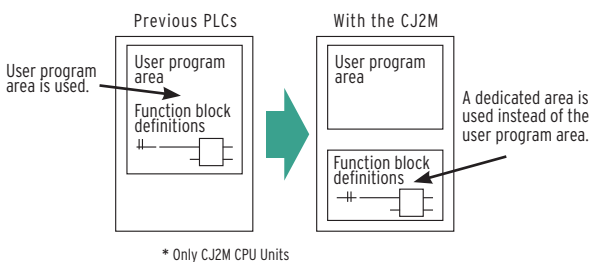 Previous PLCs
With the CJ2M
User program
area is used.
User program
area
Function block
definitions
User program
area
Function block
definitions
A dedicated area is
used instead of the
user program area.
* Only CJ2M CPU Units